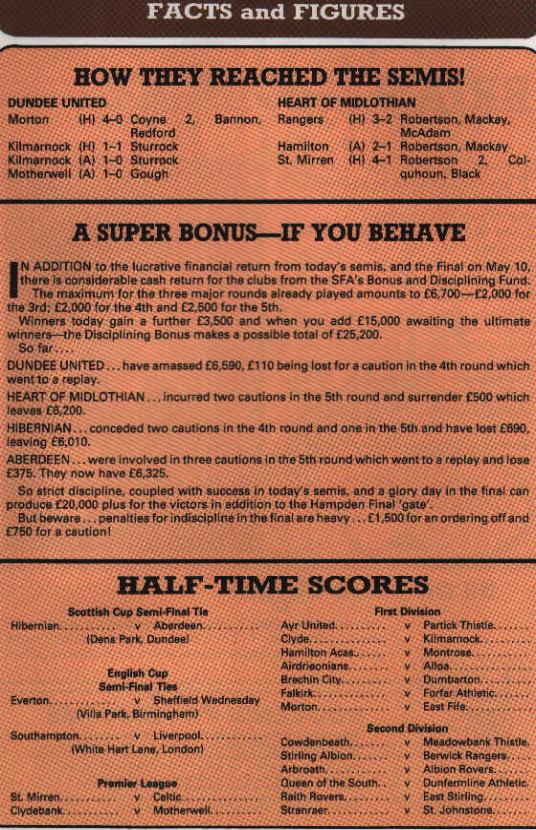 FACTS and FIGURES
HOW THEY REACHED THE SEMIS!
DUNDEE UNITED
Morton (H) 4–0 Coyne 2, Bannon,
Redford
Kilmarnock (H) 1–1 Sturrock
Kilmarnock (A) 1–0 Sturrock
Motherwell (A) 1–0 Gough
HEART OF MIDLOTHIAN
Rangers (H) 3–2 Robertson, Mackay,
McAdam
Hamilton (A) 2–1 Robertson, Mackay
St. Mirren (H) 4–1 Robertson 2, Col-
quhoun, Black
A SUPER BONUS—IF YOU BEHAVE
IN ADDITION to the lucrative financial return from today's semis, and the Final on May 10,
there is considerable cash return for the clubs from the SFA's Bonus and Disciplining Fund.
The maximum for the three major rounds already played amounts to £6,700—£2,000 for
the 3rd; £2,000 for the 4th and £2,500 for the 5th.
Winners today gain a further £3,500 and when you add £15,000 awaiting the ultimate
winners—the Disciplining Bonus makes a possible total of £25,200.
So far....
DUNDEE UNITED ... have amassed £6,590, £110 being lost for a caution in the 4th round which
went to a replay.
HEART OF MIDLOTHIAN ... incurred two cautions in the 5th round and surrender £500 which
leaves £6,200.
HIBERNIAN ... conceded two cautions in the 4th round and one in the 5th and have lost £690,
leaving £6,010.
ABERDEEN ... were involved in three cautions in the 5th round which went to a replay and lose
£375. They now have £6,325.
So strict discipline, coupled with success in today's semis, and a glory day in the final can
produce £20,000 plus for the victors in addition to the Hampden Final 'gate'.
But beware ... penalties for indiscipline in the final are heavy ... £1,500 for an ordering off and
£750 for a caution!
HALF-TIME SCORES
Scottish Cup Semi-Final Tie
Hibernian........... v Aberdeen...........
(Dens Park, Dundee)
English Cup
Semi-Final Ties
Everton........... v Sheffield Wednesday
(Villa Park, Birmingham)
Southampton........... v Liverpool...........
(White Hart Lane, London)
Premier League
St. Mirren........... v Celtic...........
Clydebank........... v Motherwell...........
First Division
Ayr United........... v Partick Thistle........
Clyde........... v Kilmarnock...........
Hamilton Acas........ v Montrose...........
Airdrieonians........ v Alloa...........
Brechin City........... v Dumbarton...........
Falkirk........... v Forfar Athletic........
Morton........... v East Fife...........
Second Division
Cowdenbeath........ v Meadowbank Thistle.
Stirling Albion........ v Berwick Rangers....
Arbroath........... v Albion Rovers........
Queen of the South.. v Dunfermline Athletic.
Raith Rovers........ v East Stirling........
Stranraer........... v St. Johnstone........